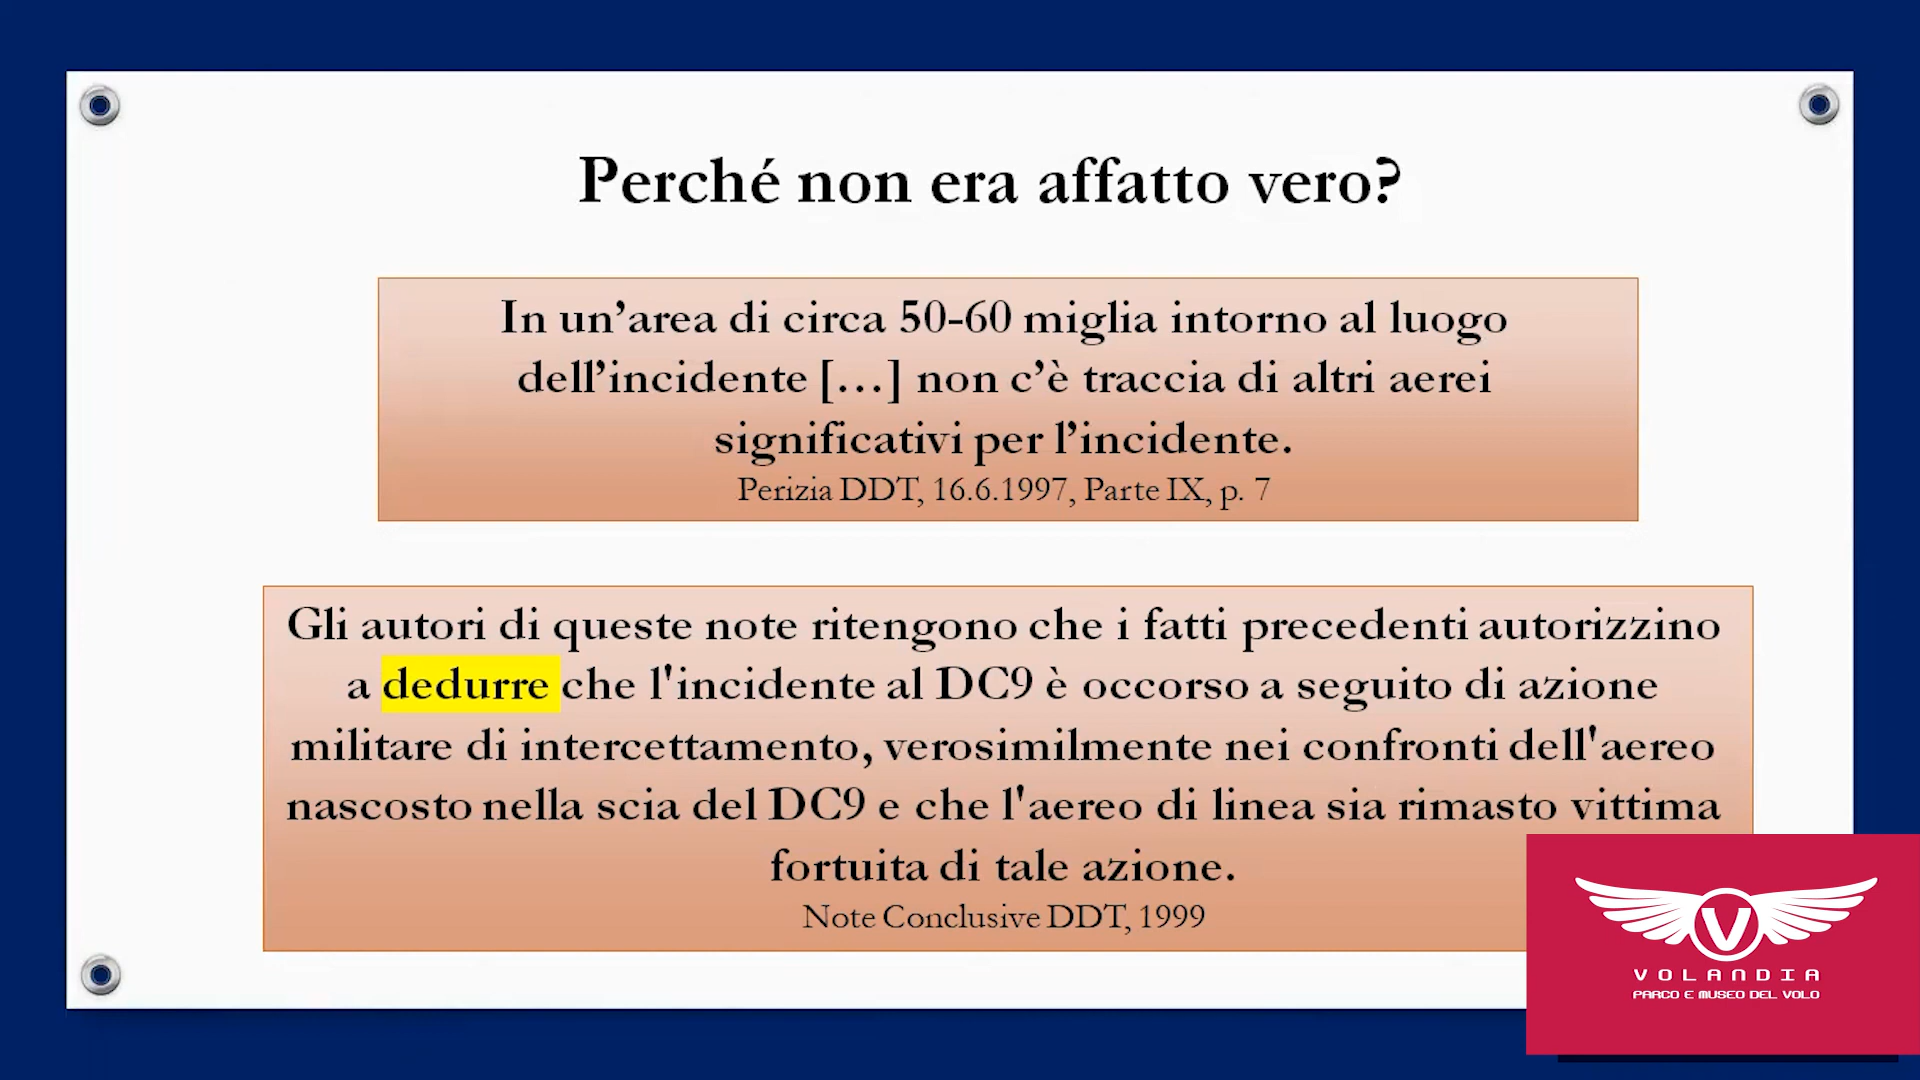 Perché non era affatto vero?
In un’area di circa 50-60 miglia intorno al luogo
dell’incidente […] non c’è traccia di altri aerei
significativi per l’incidente.
Perizia DDT, 16.6.1997, Parte IX, p. 7
Gli autori di queste note ritengono che i fatti precedenti autorizzino
a dedurre che l'incidente al DC9 è occorso a seguito di azione
militare di intercettamento, verosimilmente nei confronti dell'aereo
nascosto nella scia del DC9 e che l'aereo di linea sia rimasto vittima
fortuita di tale azione.
Note Conclusive DDT, 1999
V
VOLANDIA
PARCO E MUSEO DEL VOLO